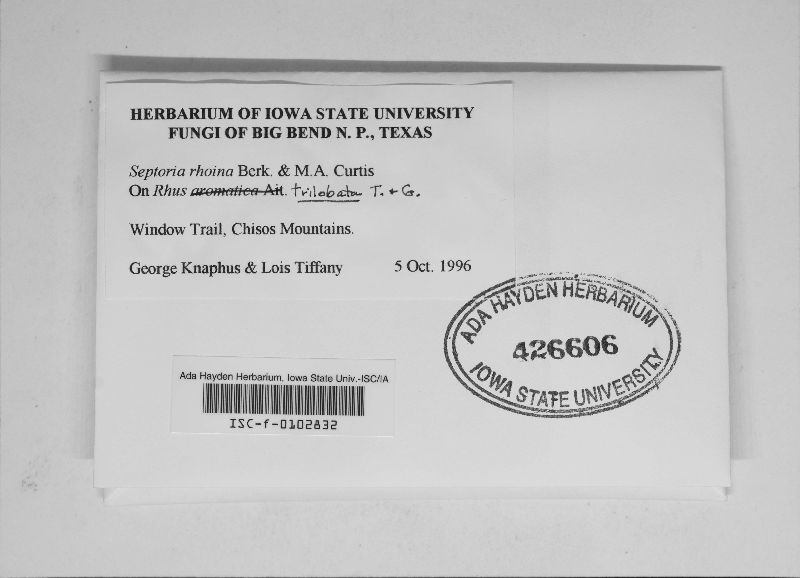 HERBARIUM OF IOWA STATE UNIVERSITY
FUNGI OF BIG BEND N. P., TEXAS
Septoria rhoina Berk. & M.A. Curtis
On Rhus aromatica Ait. trilobata T. & G.
Window Trail, Chisos Mountains.
George Knaphus & Lois Tiffany 5 Oct. 1996
ADA HAYDEN HERBARIUM
426606
IOWA STATE UNIVERSITY
Ada Hayden Herbarium, Iowa State Univ.-ISC/IA
ISC-f-0102832